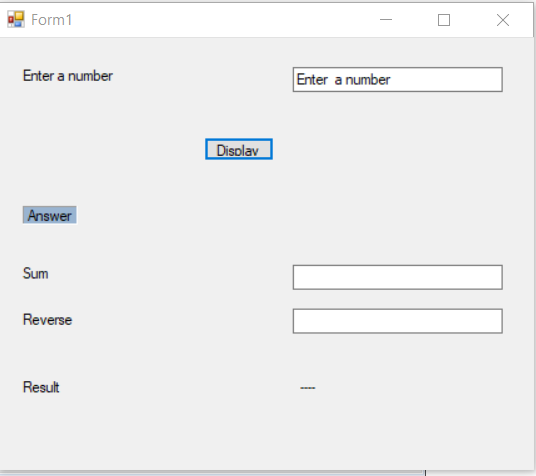 Form1
Enter a number
Enter  a number
Display
Answer
Sum
Reverse
Result
----